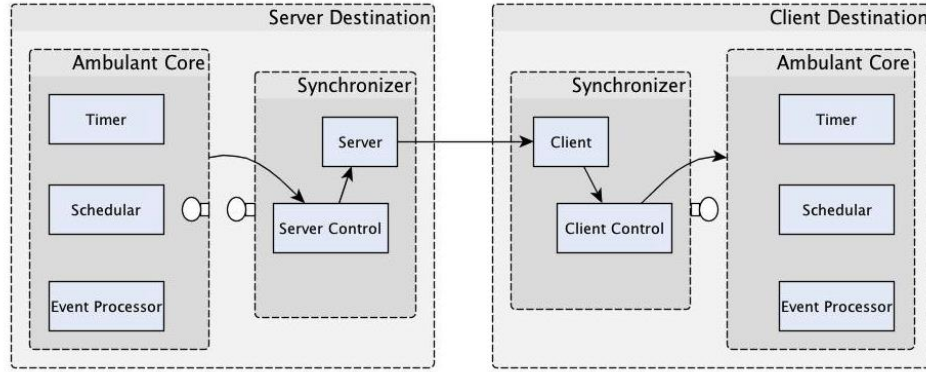 Server Destination
Ambulant Core
Timer
Schedular
Event Processor
Synchronizer
Server
Server Control
Client Destination
Synchronizer
Client
Client Control
Ambulant Core
Timer
Schedular
Event Processor